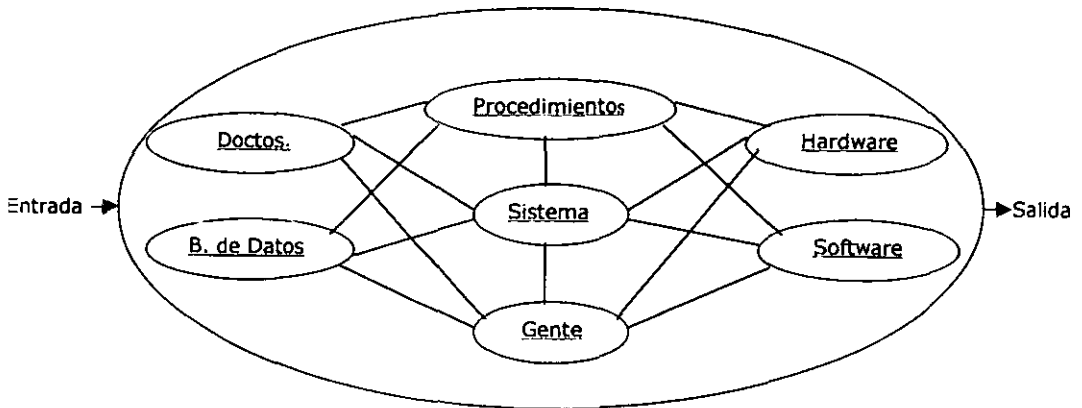 Procedimientos
Doctos.
Hardware
Entrada
Sistema
Salida
B. de Datos
Software
Gente